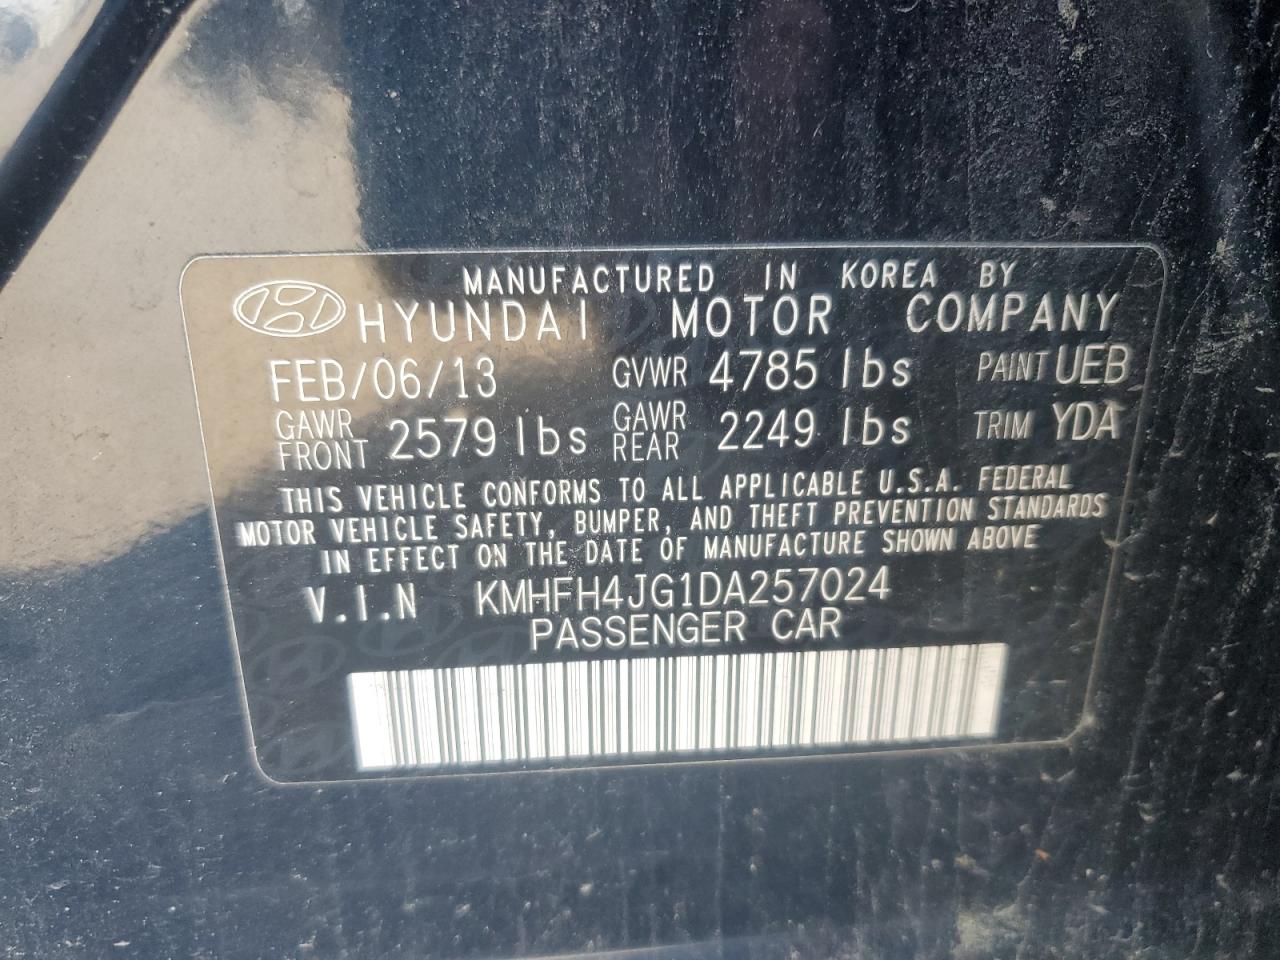 MANUFACTURED IN KOREA BY
HYUNDAI MOTOR COMPANY
FEB/06/13 GVWR 4785 lbs PAINT UEB
GAWR FRONT 2579 lbs GAWR REAR 2249 lbs TRIM YDA
THIS VEHICLE CONFORMS TO ALL APPLICABLE U.S.A. FEDERAL
MOTOR VEHICLE SAFETY, BUMPER, AND THEFT PREVENTION STANDARDS
IN EFFECT ON THE DATE OF MANUFACTURE SHOWN ABOVE
V.I.N KMHFH4JG1DA257024
PASSENGER CAR